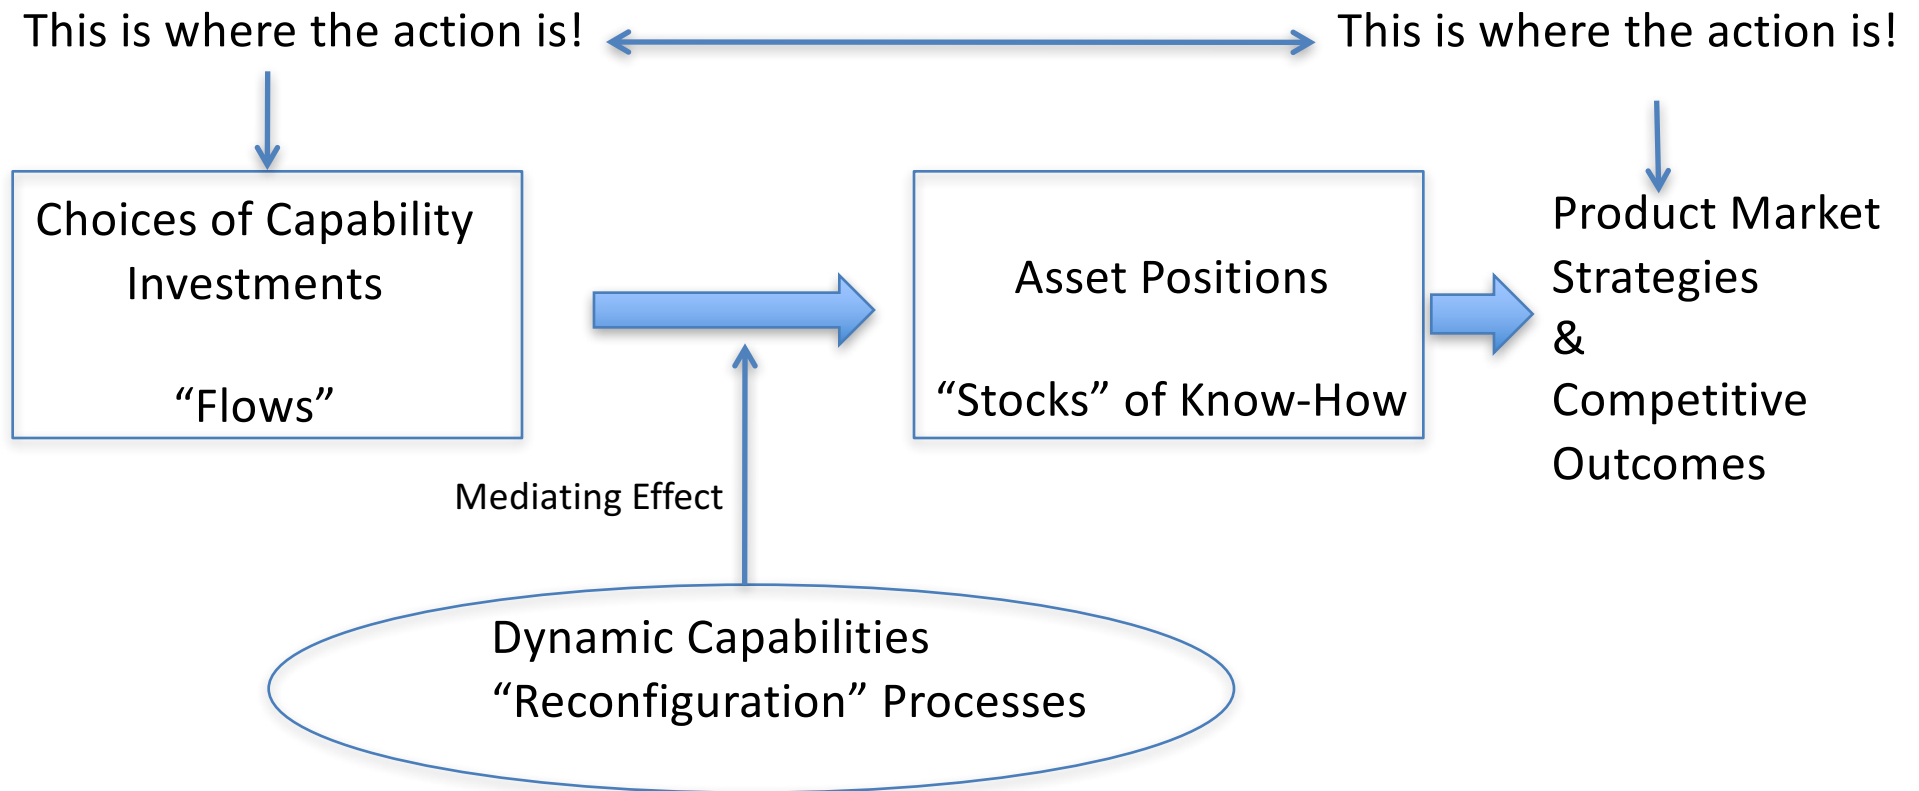 This is where the action is!
This is where the action is!
Choices of Capability
Investments
“Flows”
Asset Positions
“Stocks” of Know-How
Product Market
Strategies
&
Competitive
Outcomes
Mediating Effect
Dynamic Capabilities
“Reconfiguration” Processes